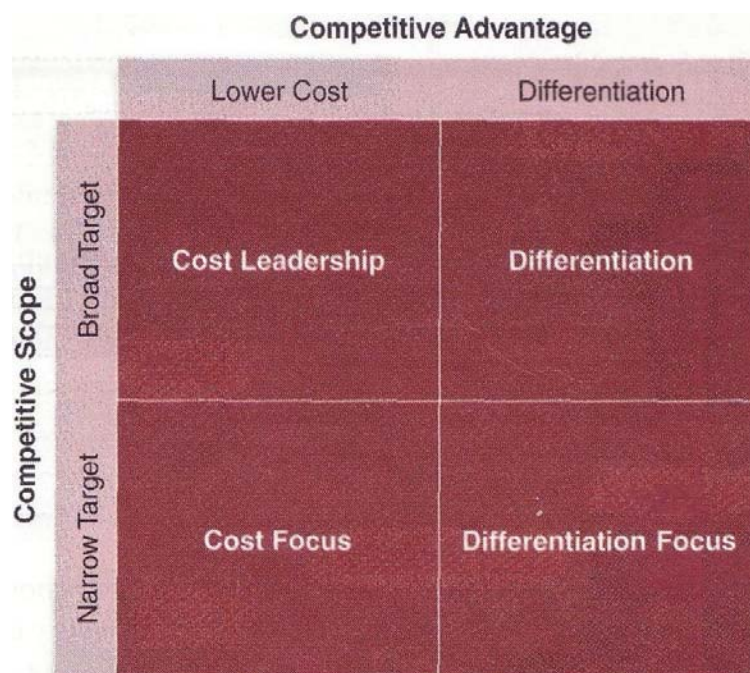 Competitive Advantage
Lower Cost
Differentiation
Competitive Scope
Broad Target
Cost Leadership
Differentiation
Narrow Target
Cost Focus
Differentiation Focus